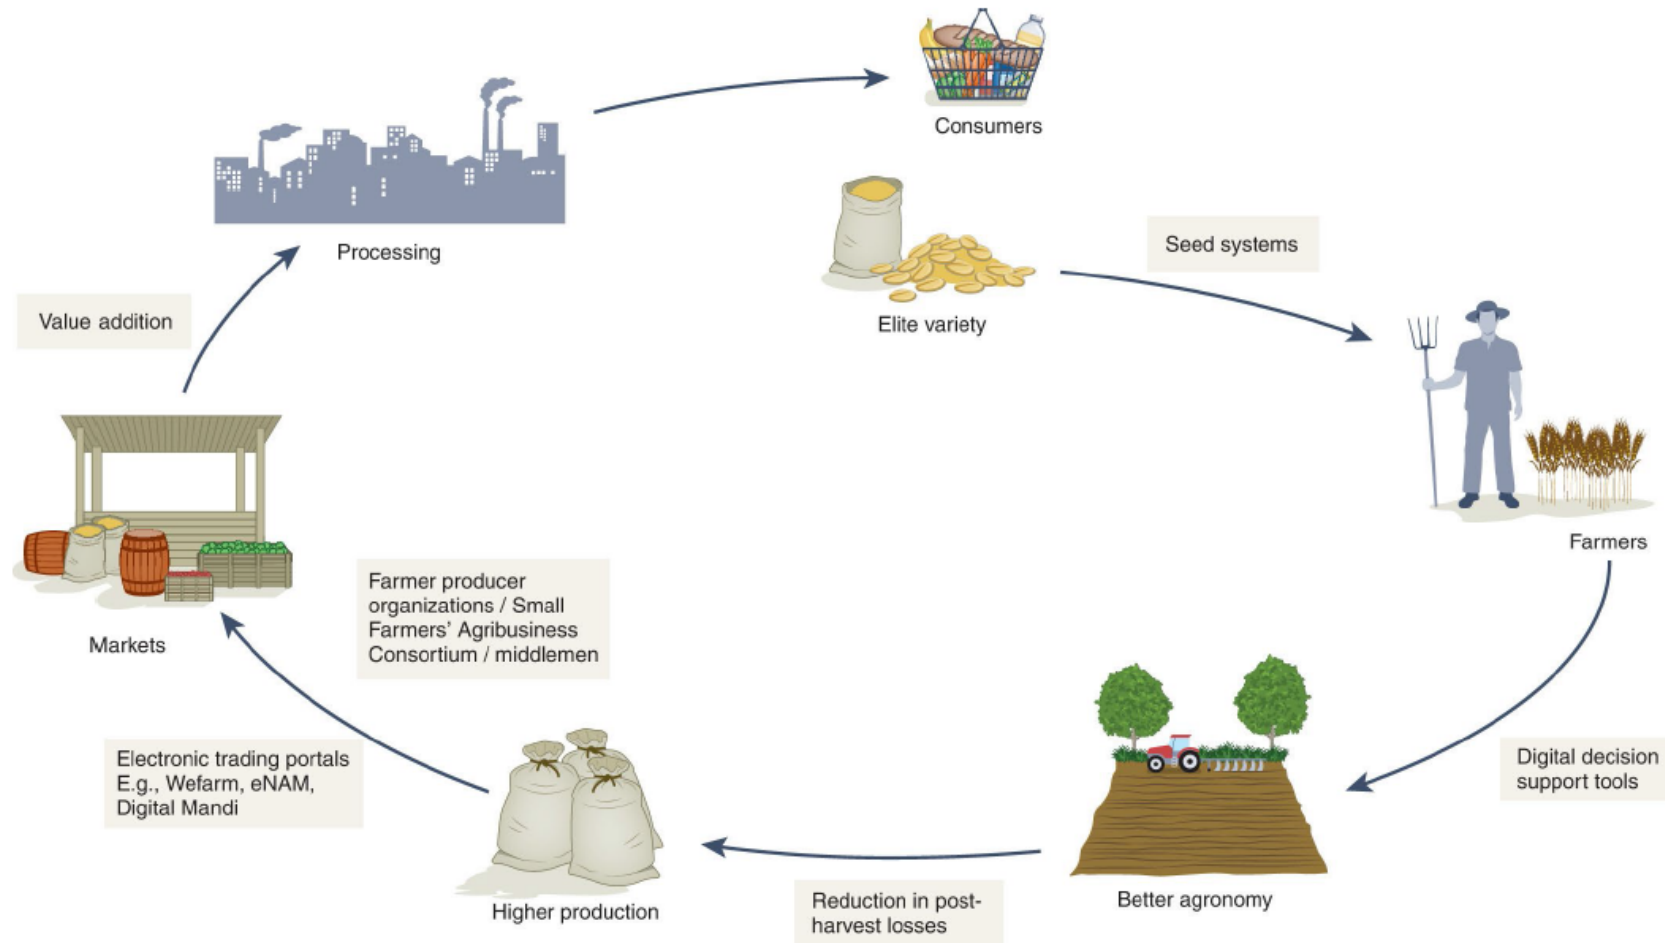 Consumers
Processing
Seed systems
Elite variety
Value addition
Farmers
Farmer producer
organizations / Small
Farmers’ Agribusiness
Consortium / middlemen
Markets
Electronic trading portals
E.g., Wefarm, eNAM,
Digital Mandi
Digital decision
support tools
Higher production
Reduction in post-
harvest losses
Better agronomy